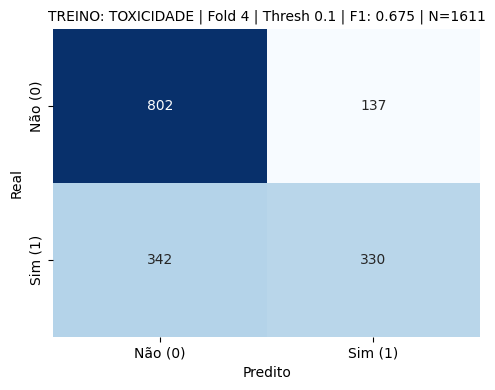 TREINO: TOXICIDADE | Fold 4 | Thresh 0.1 | F1: 0.675 | N=1611
Não (0)
802
137
Real
Sim (1)
342
330
Não (0)
Sim (1)
Predito